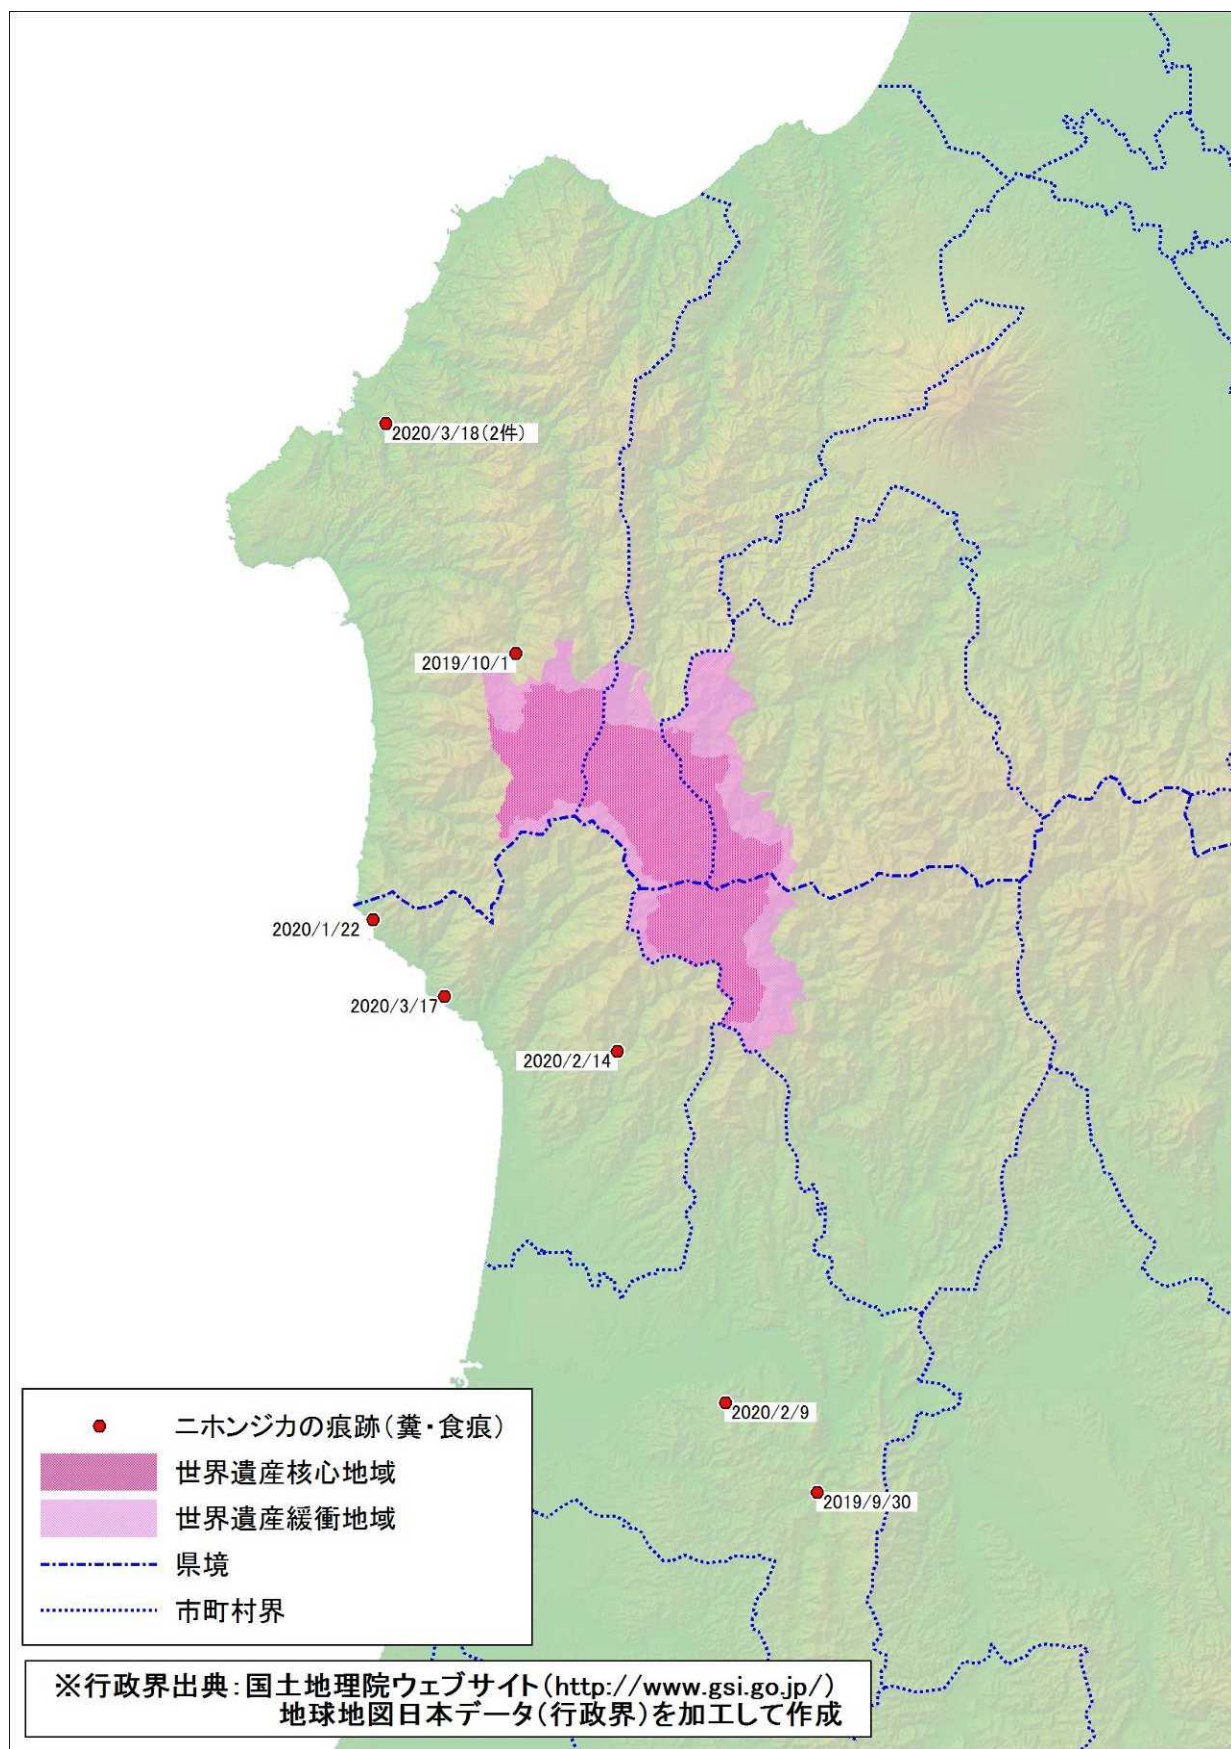 2020/3/18(2件)
2019/10/1
2020/1/22
2020/3/17
2020/2/14
2020/2/9
2019/9/30
ニホンジカの痕跡(糞・食痕)
世界遺産核心地域
世界遺産緩衝地域
県境
市町村界
※行政界出典:国土地理院ウェブサイト(http://www.gsi.go.jp/)
地球地図日本データ(行政界)を加工して作成